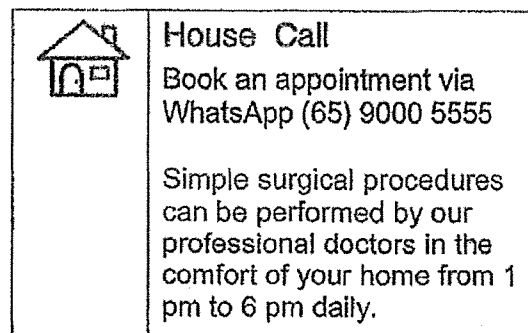 House Call
Book an appointment via
WhatsApp (65) 9000 5555
Simple surgical procedures
can be performed by our
professional doctors in the
comfort of your home from 1
pm to 6 pm daily.